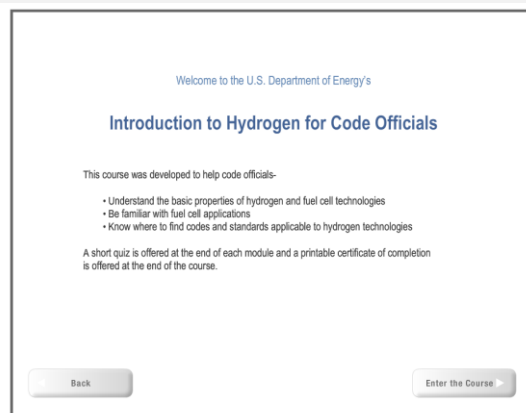 Welcome to the U.S. Department of Energy's
Introduction to Hydrogen for Code Officials
This course was developed to help code officials-
• Understand the basic properties of hydrogen and fuel cell technologies
• Be familiar with fuel cell applications
• Know where to find codes and standards applicable to hydrogen technologies
A short quiz is offered at the end of each module and a printable certificate of completion
is offered at the end of the course.
Back
Enter the Course